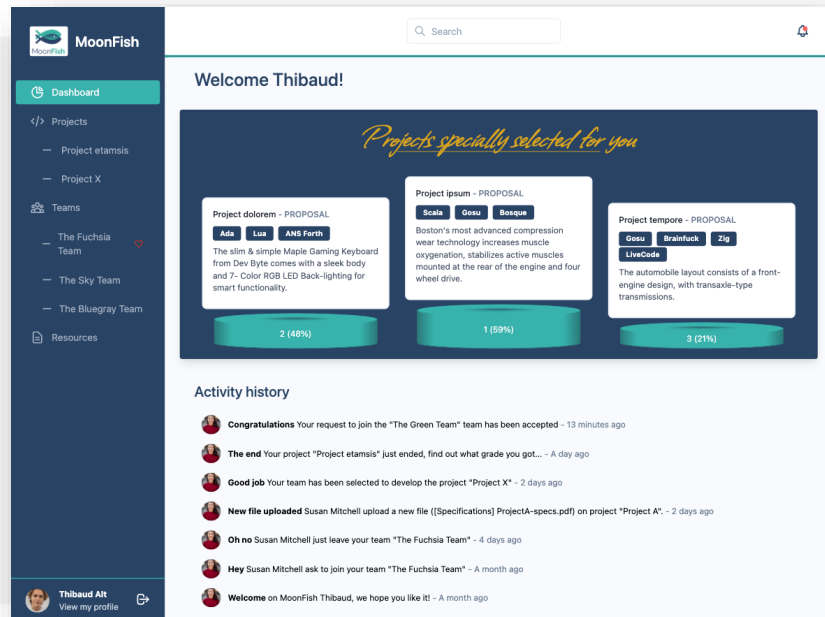 MoonFish
MoonFish
Search
Dashboard
Projects
Project etamsis
Project X
Teams
The Fuchsia
Team
The Sky Team
The Bluegray Team
Resources
Thibaud Alt
View my profile
Welcome Thibaud!
Projects specially selected for you
Project dolorem - PROPOSAL
Ada Lua ANS Forth
The slim & simple Maple Gaming Keyboard
from Dev Byte comes with a sleek body
and 7- Color RGB LED Back-lighting for
smart functionality.
2 (48%)
Project ipsum - PROPOSAL
Scala Gosu Bosque
Boston's most advanced compression
wear technology increases muscle
oxygenation, stabilizes active muscles
mounted at the rear of the engine and four
wheel drive.
1 (59%)
Project tempore - PROPOSAL
Gosu Brainfuck Zig
LiveCode
The automobile layout consists of a front-
engine design, with transaxle-type
transmissions.
3 (21%)
Activity history
Congratulations Your request to join the "The Green Team" team has been accepted - 13 minutes ago
The end Your project "Project etamsis" just ended, find out what grade you got... - A day ago
Good job Your team has been selected to develop the project "Project X" - 2 days ago
New file uploaded Susan Mitchell upload a new file ([Specifications] ProjectA-specs.pdf) on project "Project A". - 2 days ago
Oh no Susan Mitchell just leave your team "The Fuchsia Team" - 4 days ago
Hey Susan Mitchell ask to join your team "The Fuchsia Team" - A month ago
Welcome on MoonFish Thibaud, we hope you like it! - A month ago